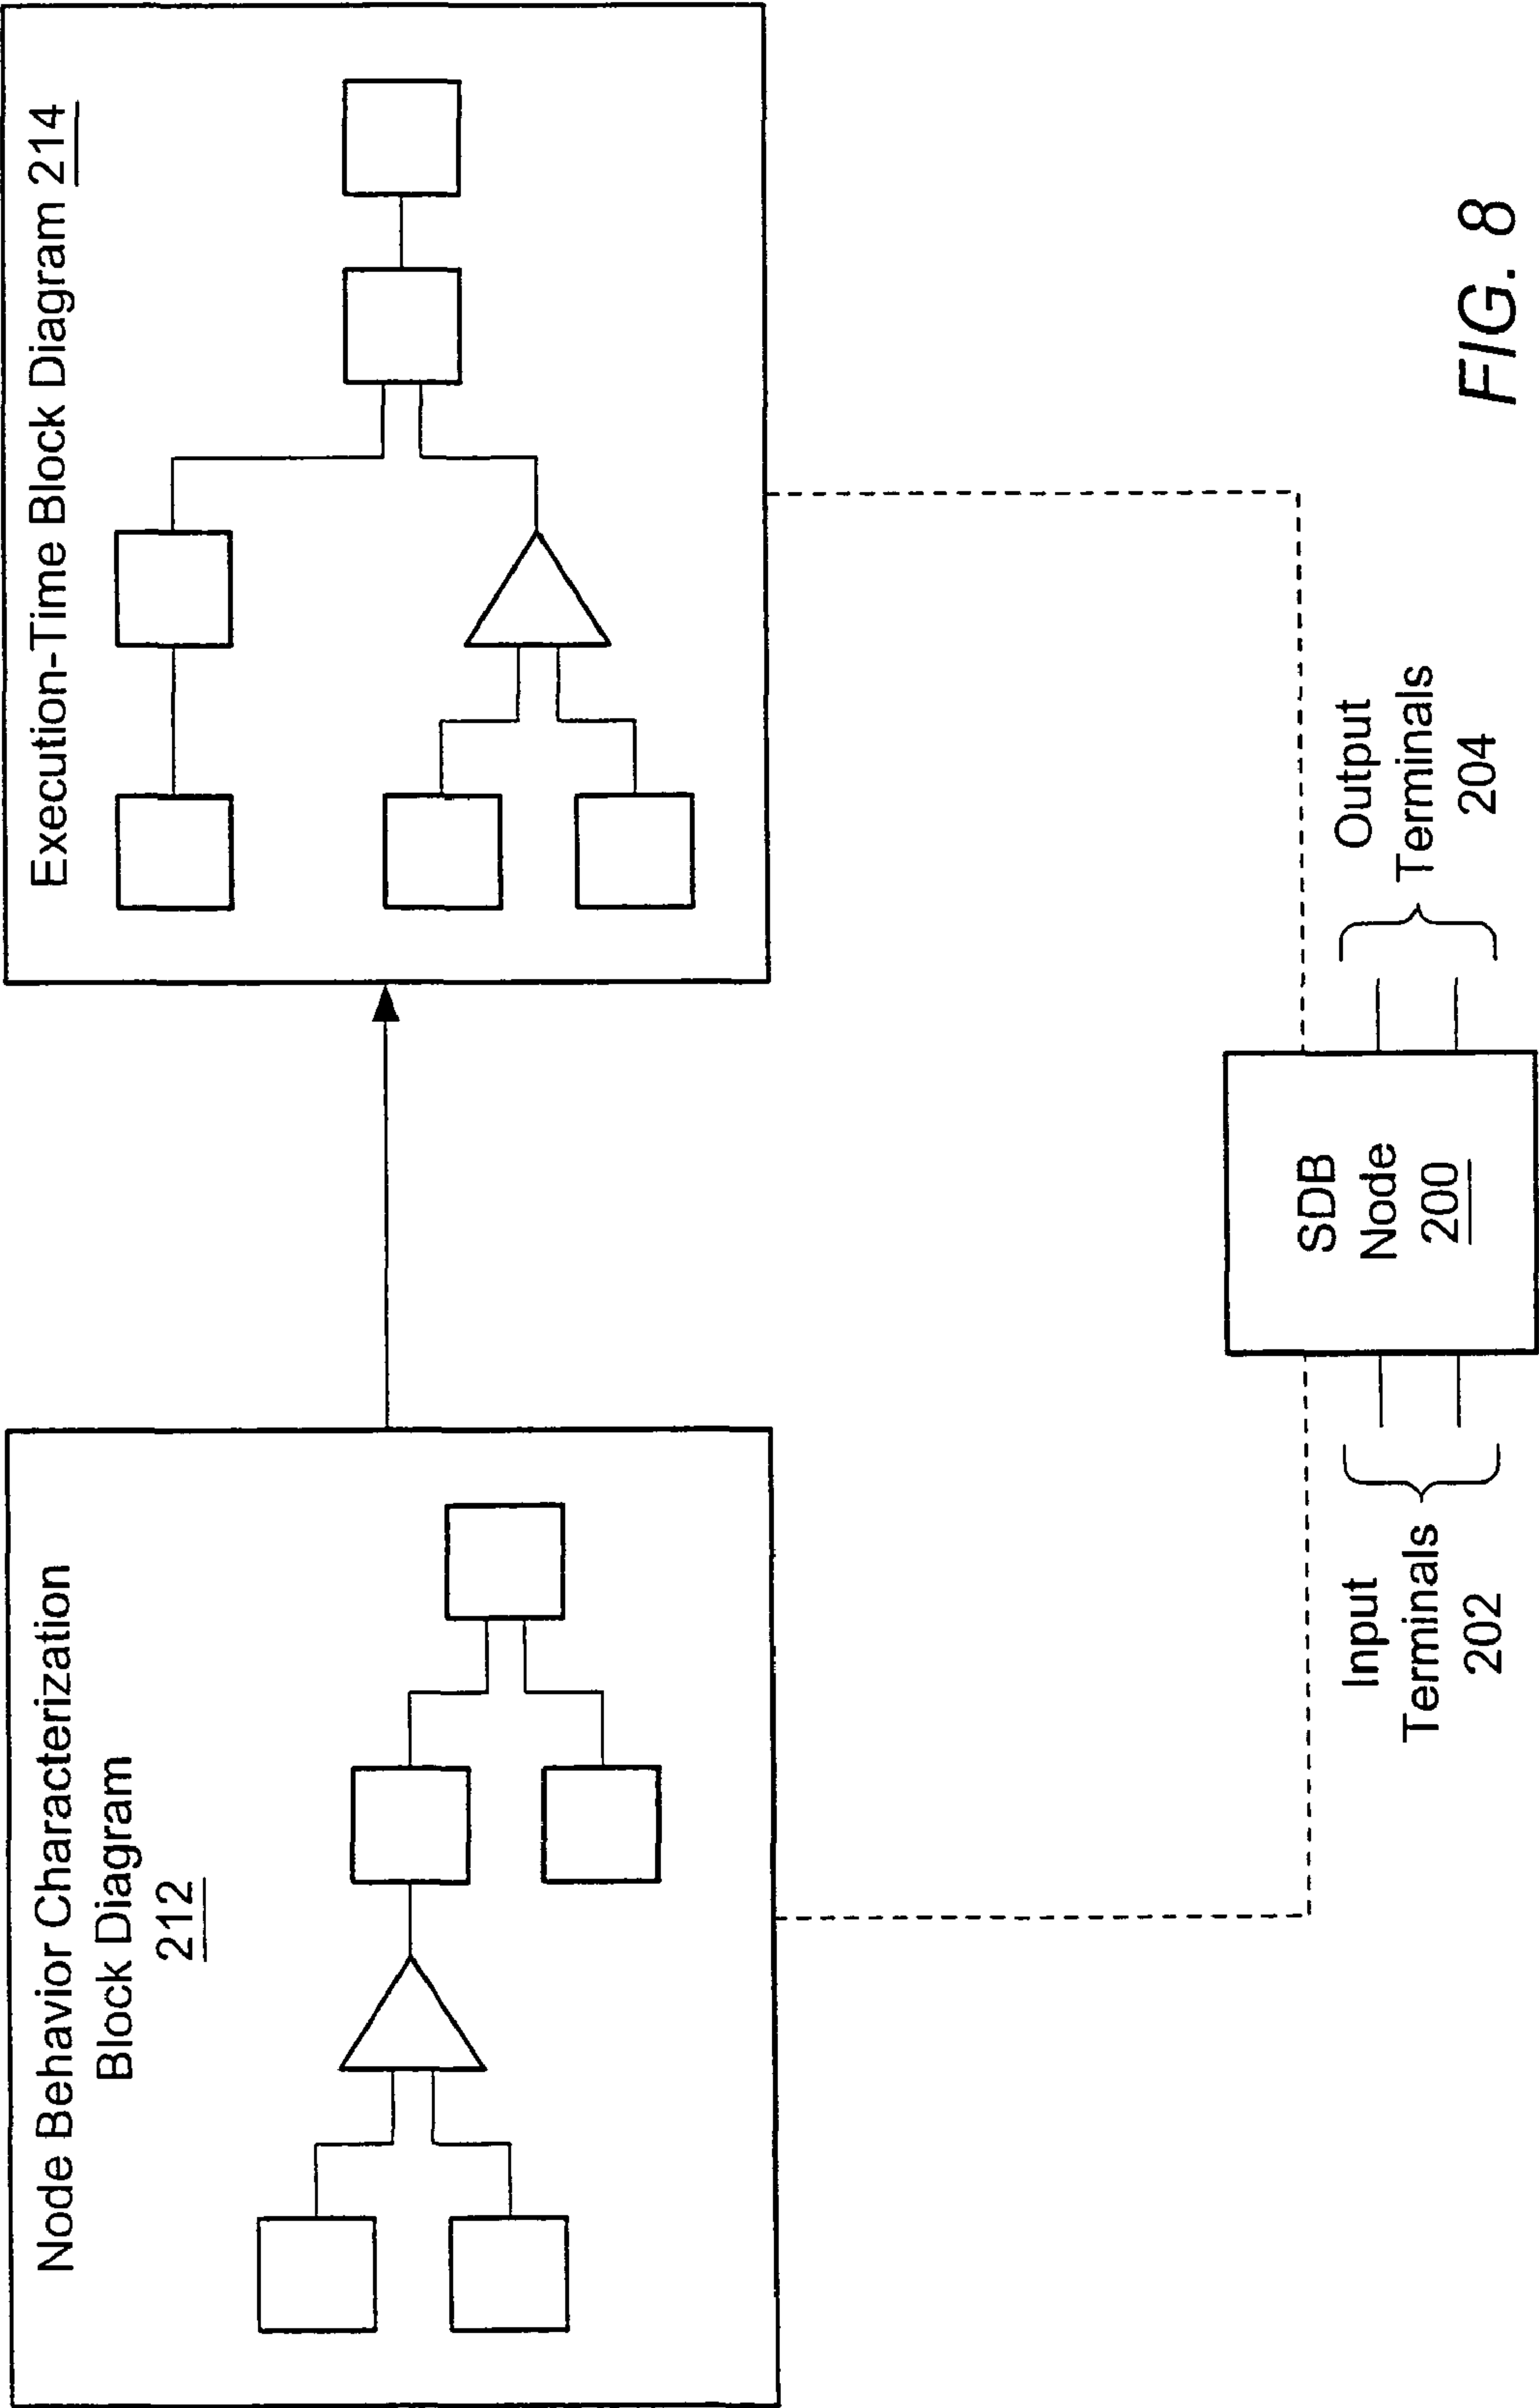 Node Behavior Characterization
Block Diagram
212
Execution-Time Block Diagram 214
Input
Terminals
202
SDB
Node
200
Output
Terminals
204
FIG. 8